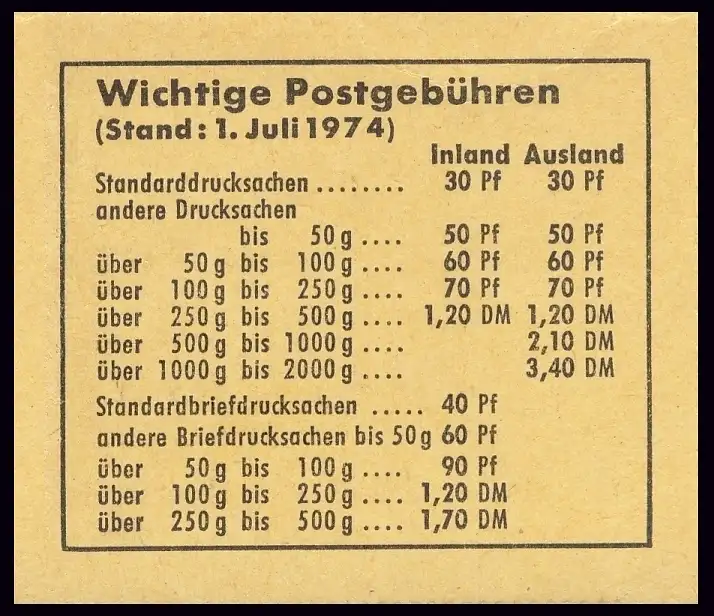 Wichtige Postgebühren
(Stand: 1. Juli 1974)
Inland Ausland
Standarddrucksachen ........ 30 Pf 30 Pf
andere Drucksachen
bis 50 g .... 50 Pf 50 Pf
über 50 g bis 100 g .... 60 Pf 60 Pf
über 100 g bis 250 g .... 70 Pf 70 Pf
über 250 g bis 500 g .... 1,20 DM 1,20 DM
über 500 g bis 1000 g .... 2,10 DM
über 1000 g bis 2000 g .... 3,40 DM
Standardbriefdrucksachen ..... 40 Pf
andere Briefdrucksachen bis 50 g 60 Pf
über 50 g bis 100 g .... 90 Pf
über 100 g bis 250 g .... 1,20 DM
über 250 g bis 500 g .... 1,70 DM